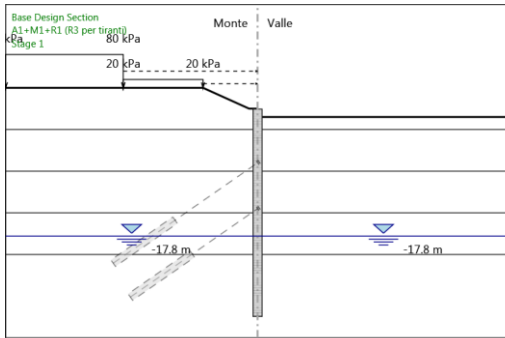 Base Design Section
A1+M1+R1 (R3 per tiranti)
Stage 1
Monte
Valle
kPa
80 kPa
20 kPa
20 kPa
-17.8 m
-17.8 m